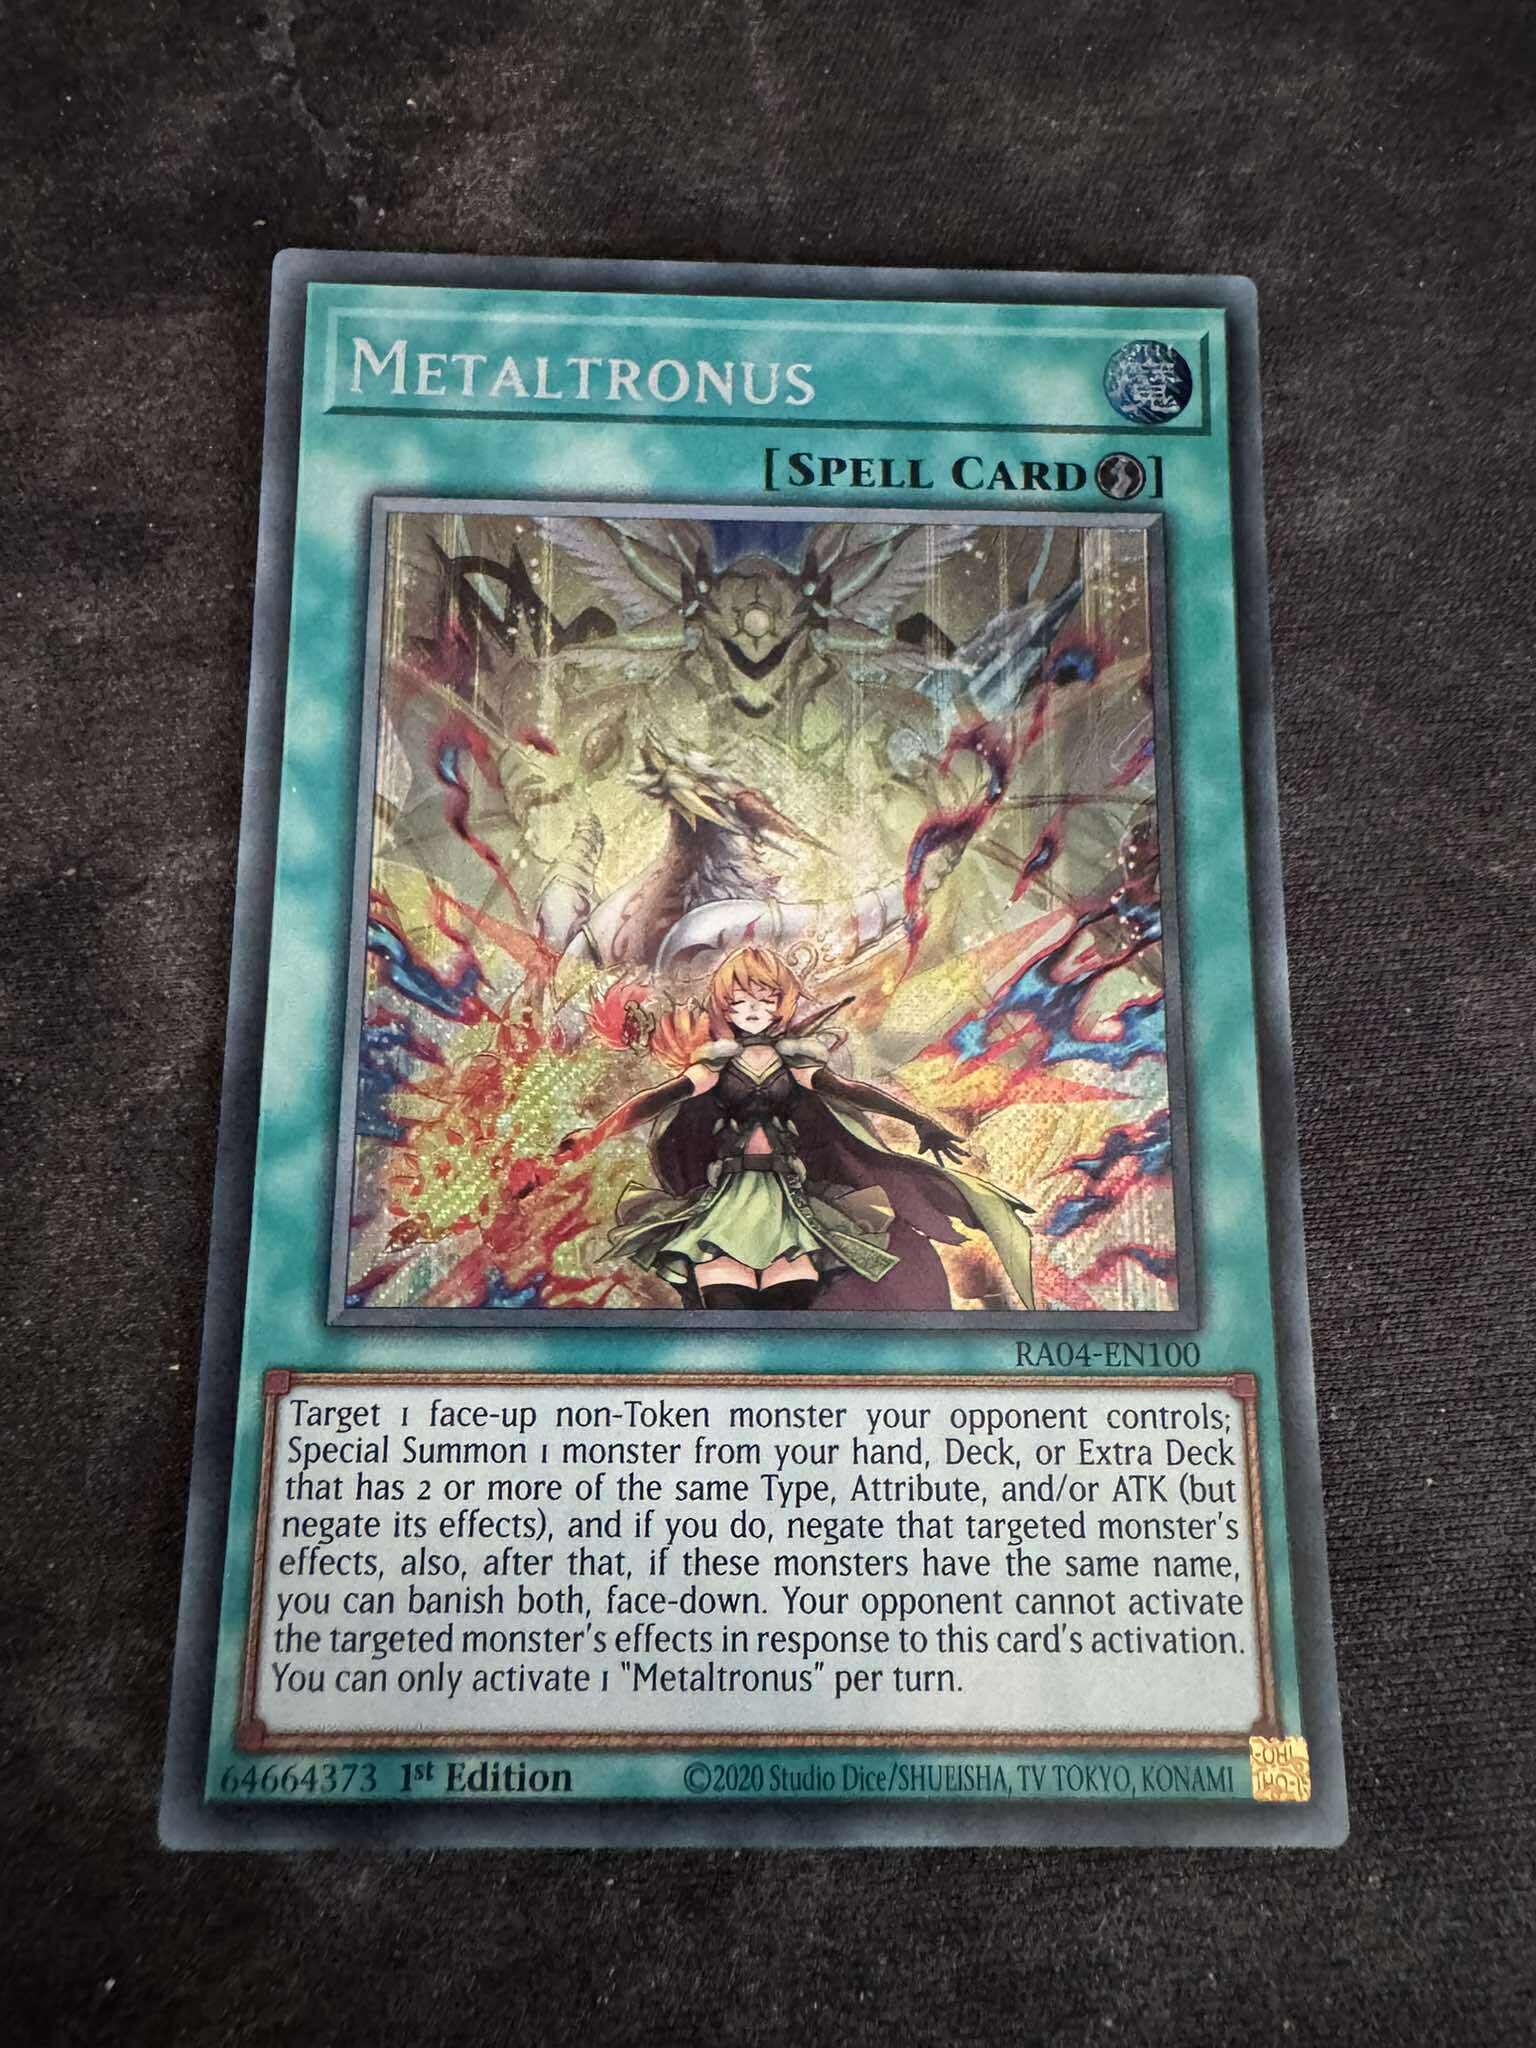 METALTRONUS
魔
[SPELL CARD]
RA04-EN100
Target 1 face-up non-Token monster your opponent controls;
Special Summon 1 monster from your hand, Deck, or Extra Deck
that has 2 or more of the same Type, Attribute, and/or ATK (but
negate its effects), and if you do, negate that targeted monster's
effects, also, after that, if these monsters have the same name,
you can banish both, face-down. Your opponent cannot activate
the targeted monster's effects in response to this card's activation.
You can only activate 1 "Metaltronus" per turn.
64664373 1st Edition ©2020 Studio Dice/SHUEISHA, TV TOKYO, KONAMI